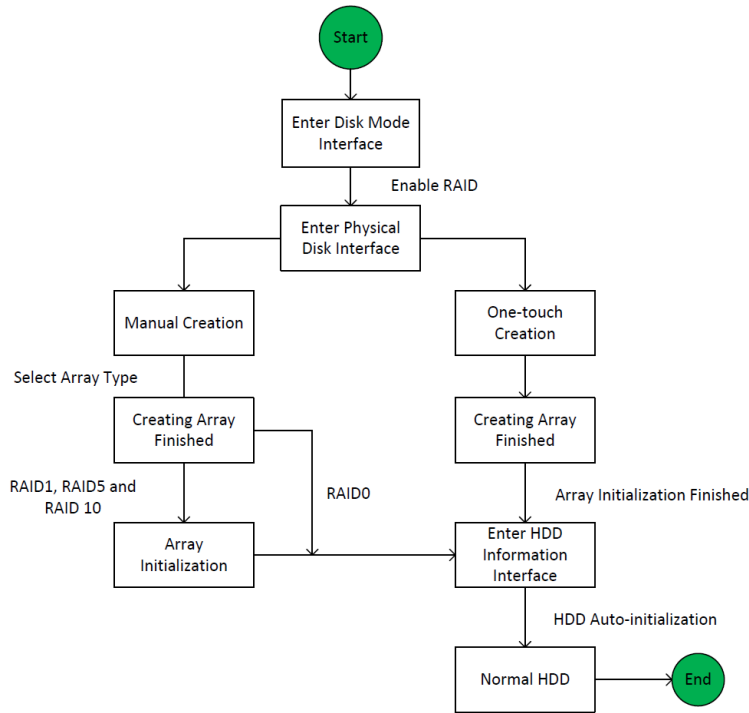 Start
Enter Disk Mode
Interface
Enable RAID
Enter Physical
Disk Interface
Manual Creation
One-touch
Creation
Select Array Type
Creating Array
Finished
Creating Array
Finished
RAID1, RAID5 and
RAID 10
RAID0
Array Initialization Finished
Array
Initialization
Enter HDD
Information
Interface
HDD Auto-initialization
Normal HDD
End